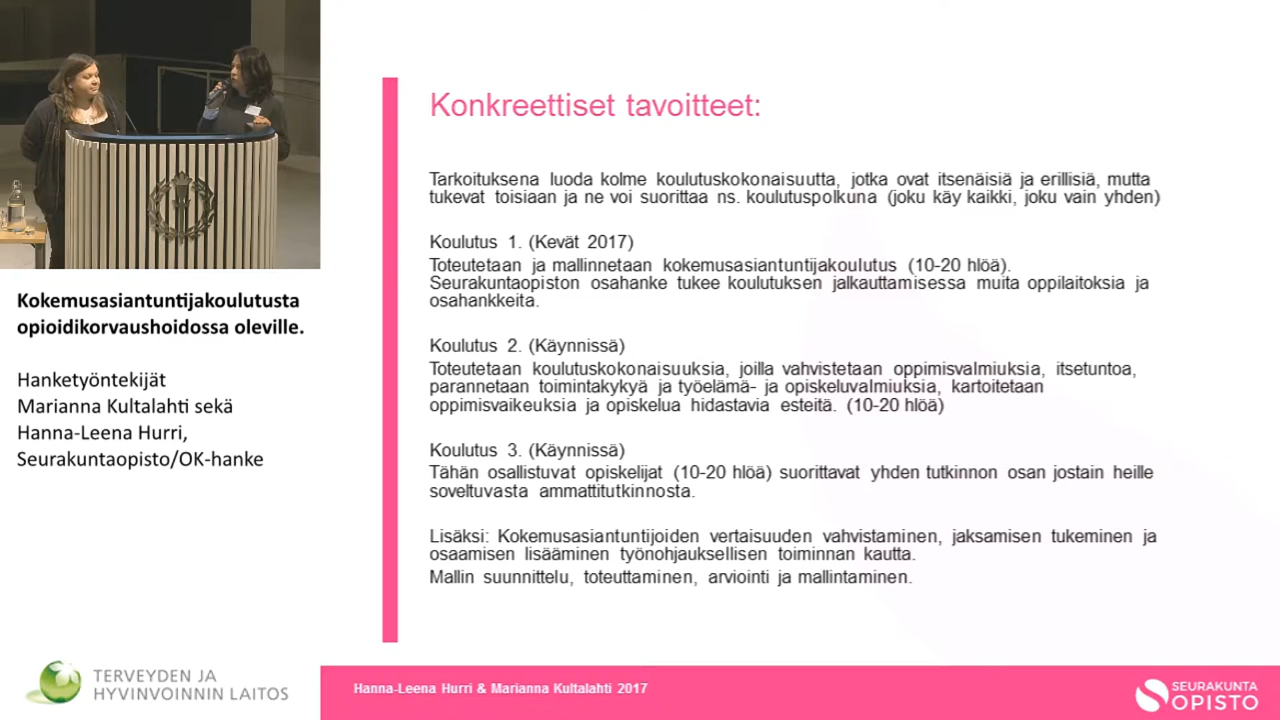 Kokemusasiantuntijakoulutusta
opioidikorvaushoidossa oleville.
Hanketyöntekijät
Marianna Kultalahti sekä
Hanna-Leena Hurri,
Seurakuntaopisto/OK-hanke
TERVEYDEN JA
HYVINVOINNIN LAITOS
Konkreettiset tavoitteet:
Tarkoituksena luoda kolme koulutuskokonaisuutta, jotka ovat itsenäisiä ja erillisiä, mutta
tukevat toisiaan ja ne voi suorittaa ns. koulutuspolkuna (joku käy kaikki, joku vain yhden)
Koulutus 1. (Kevät 2017)
Toteutetaan ja mallinnetaan kokemusasiantuntijakoulutus (10-20 hlöä).
Seurakuntaopiston osahanke tukee koulutuksen jalkauttamisessa muita oppilaitoksia ja
osahankkeita.
Koulutus 2. (Käynnissä)
Toteutetaan koulutuskokonaisuuksia, joilla vahvistetaan oppimisvalmiuksia, itsetuntoa,
parannetaan toimintakykyä ja työelämä- ja opiskeluvalmiuksia, kartoitetaan
oppimisvaikeuksia ja opiskelua hidastavia esteitä. (10-20 hlöä)
Koulutus 3. (Käynnissä)
Tähän osallistuvat opiskelijat (10-20 hlöä) suorittavat yhden tutkinnon osan jostain heille
soveltuvasta ammattitutkinnosta.
Lisäksi: Kokemusasiantuntijoiden vertaisuuden vahvistaminen, jaksamisen tukeminen ja
osaamisen lisääminen työnohjauksellisen toiminnan kautta.
Mallin suunnittelu, toteuttaminen, arviointi ja mallintaminen.
Hanna-Leena Hurri & Marianna Kultalahti 2017
SEURAKUNTA
OPISTO